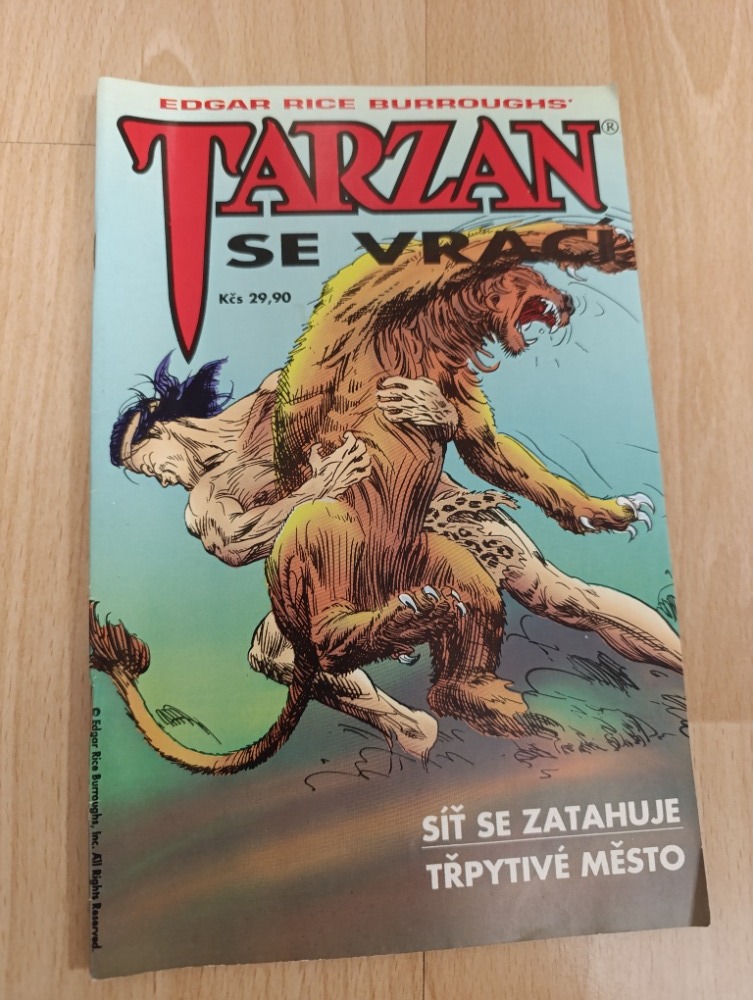 EDGAR RICE BURROUGHS'
TARZAN®
SE VRACÍ
Kčs 29,90
SÍŤ SE ZATAHUJE
TŘPYTIVÉ MĚSTO
© Edgar Rice Burroughs, Inc. All Rights Reserved.